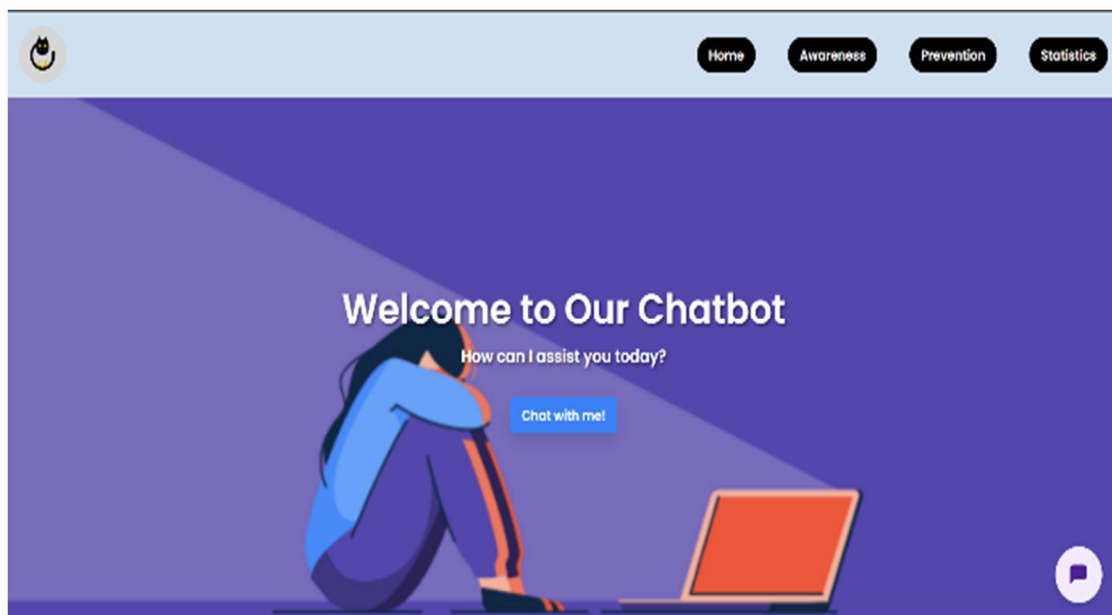 Home
Awareness
Prevention
Statistics
Welcome to Our Chatbot
How can I assist you today?
Chat with me!